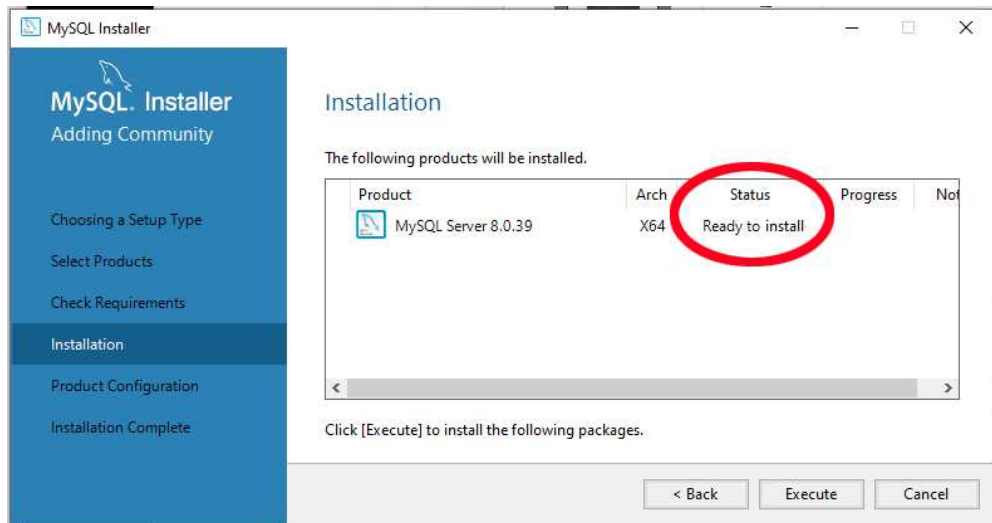 MySQL Installer
MySQL. Installer
Adding Community
Choosing a Setup Type
Select Products
Check Requirements
Installation
Product Configuration
Installation Complete
Installation
The following products will be installed.
Product Arch Status Progress Not
MySQL Server 8.0.39 X64 Ready to install
Click [Execute] to install the following packages.
< Back Execute Cancel